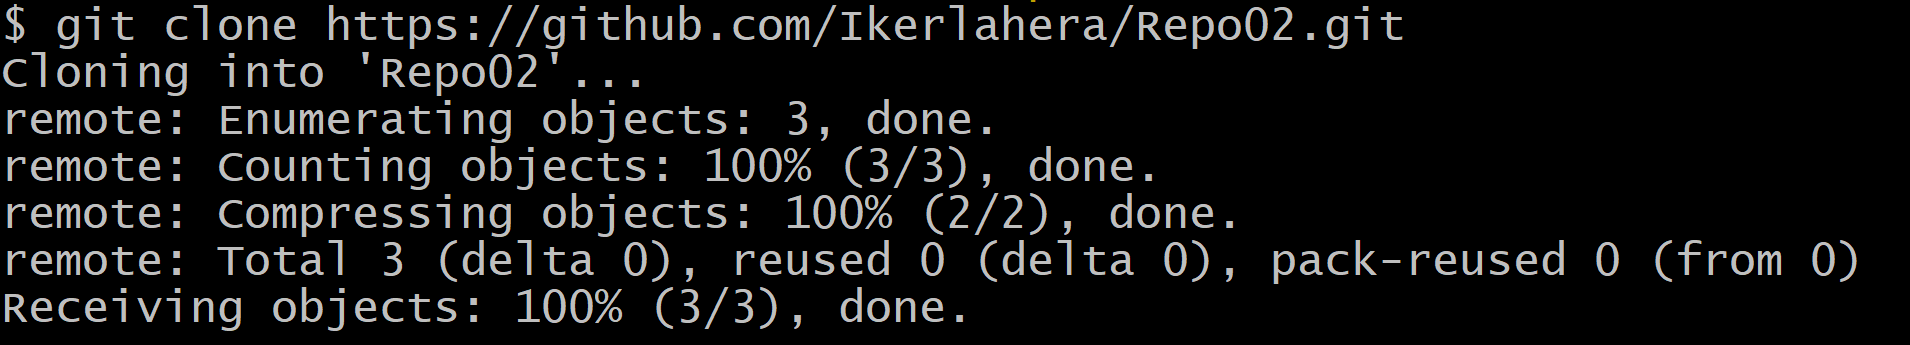 $ git clone https://github.com/Ikerlahera/Repo02.git
Cloning into 'Repo02'...
remote: Enumerating objects: 3, done.
remote: Counting objects: 100% (3/3), done.
remote: Compressing objects: 100% (2/2), done.
remote: Total 3 (delta 0), reused 0 (delta 0), pack-reused 0 (from 0)
Receiving objects: 100% (3/3), done.